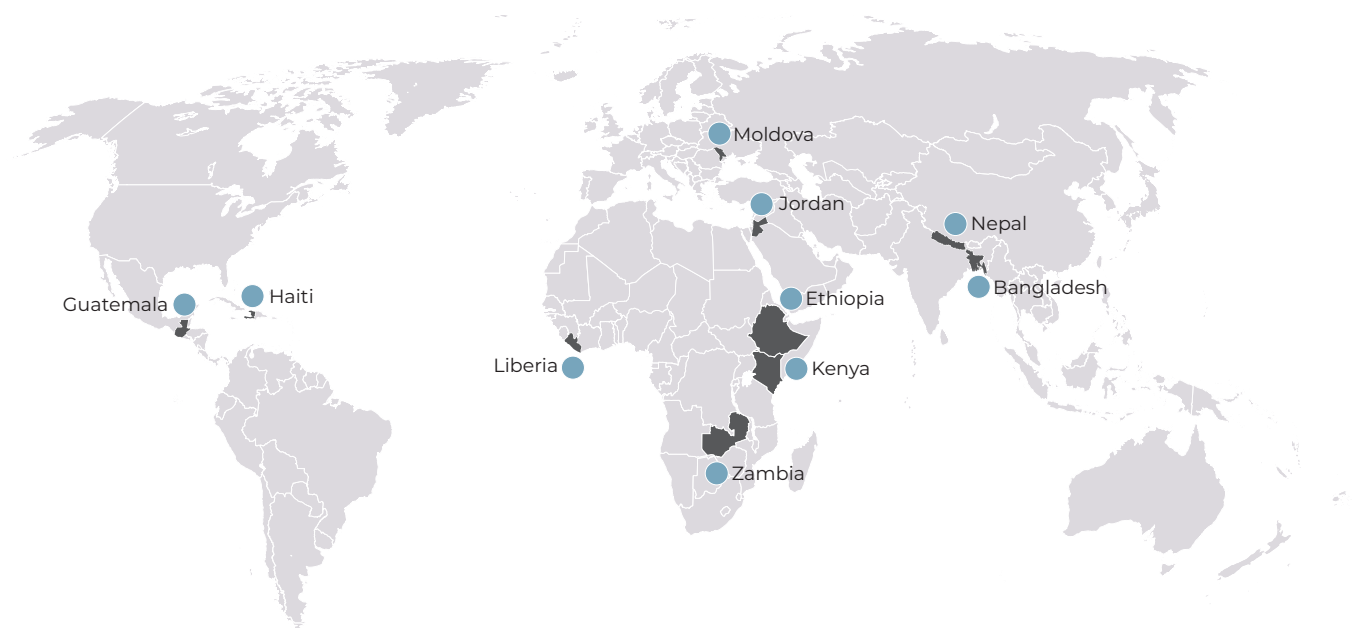 Moldova
Jordan
Nepal
Bangladesh
Guatemala
Haiti
Ethiopia
Liberia
Kenya
Zambia